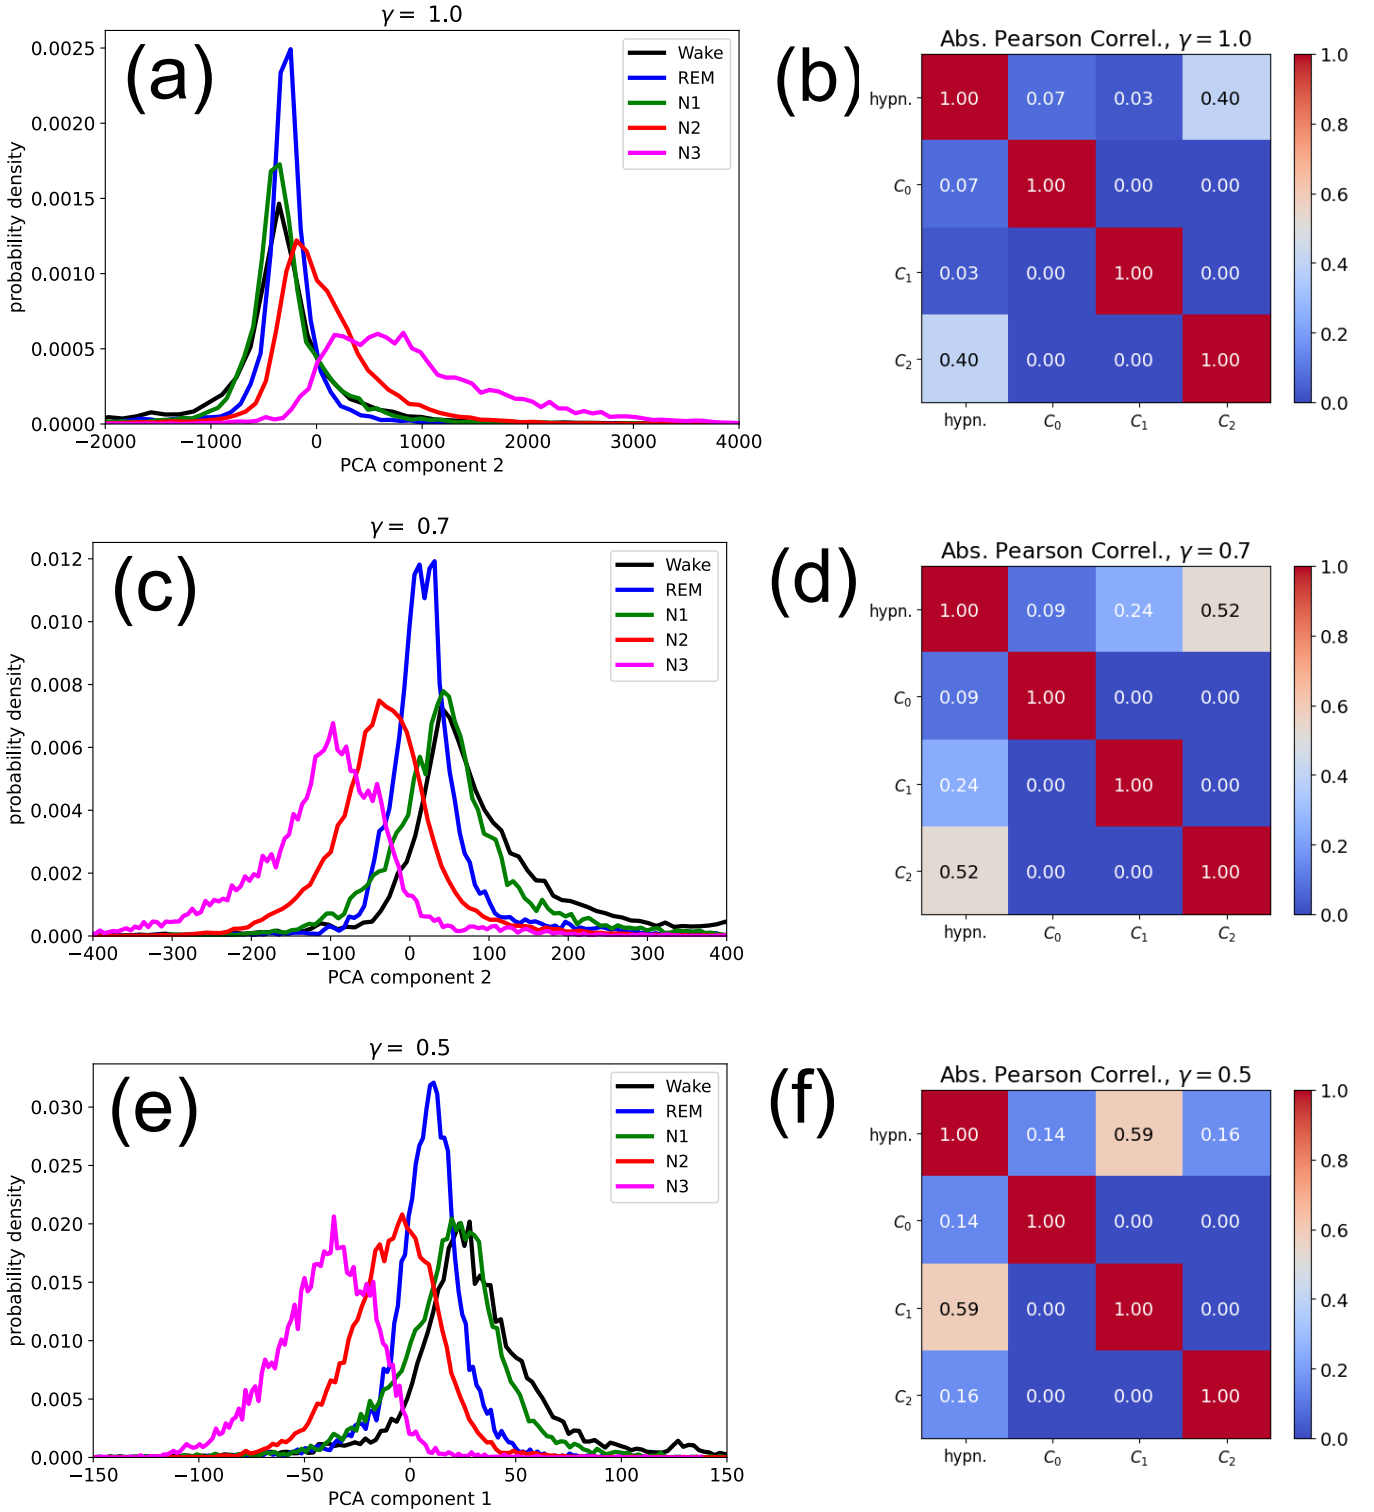 γ = 1.0
(a)
Wake
REM
N1
N2
N3
probability density
0.0025
0.0020
0.0015
0.0010
0.0005
0.0000
−2000 −1000 0 1000 2000 3000 4000
PCA component 2
(b)
Abs. Pearson Correl., γ = 1.0
hypn. 1.00 0.07 0.03 0.40
C0 0.07 1.00 0.00 0.00
C1 0.03 0.00 1.00 0.00
C2 0.40 0.00 0.00 1.00
hypn. C0 C1 C2
1.0
0.8
0.6
0.4
0.2
0.0
γ = 0.7
(c)
Wake
REM
N1
N2
N3
probability density
0.012
0.010
0.008
0.006
0.004
0.002
0.000
−400 −300 −200 −100 0 100 200 300 400
PCA component 2
(d)
Abs. Pearson Correl., γ = 0.7
hypn. 1.00 0.09 0.24 0.52
C0 0.09 1.00 0.00 0.00
C1 0.24 0.00 1.00 0.00
C2 0.52 0.00 0.00 1.00
hypn. C0 C1 C2
1.0
0.8
0.6
0.4
0.2
0.0
γ = 0.5
(e)
Wake
REM
N1
N2
N3
probability density
0.030
0.025
0.020
0.015
0.010
0.005
0.000
−150 −100 −50 0 50 100 150
PCA component 1
(f)
Abs. Pearson Correl., γ = 0.5
hypn. 1.00 0.14 0.59 0.16
C0 0.14 1.00 0.00 0.00
C1 0.59 0.00 1.00 0.00
C2 0.16 0.00 0.00 1.00
hypn. C0 C1 C2
1.0
0.8
0.6
0.4
0.2
0.0